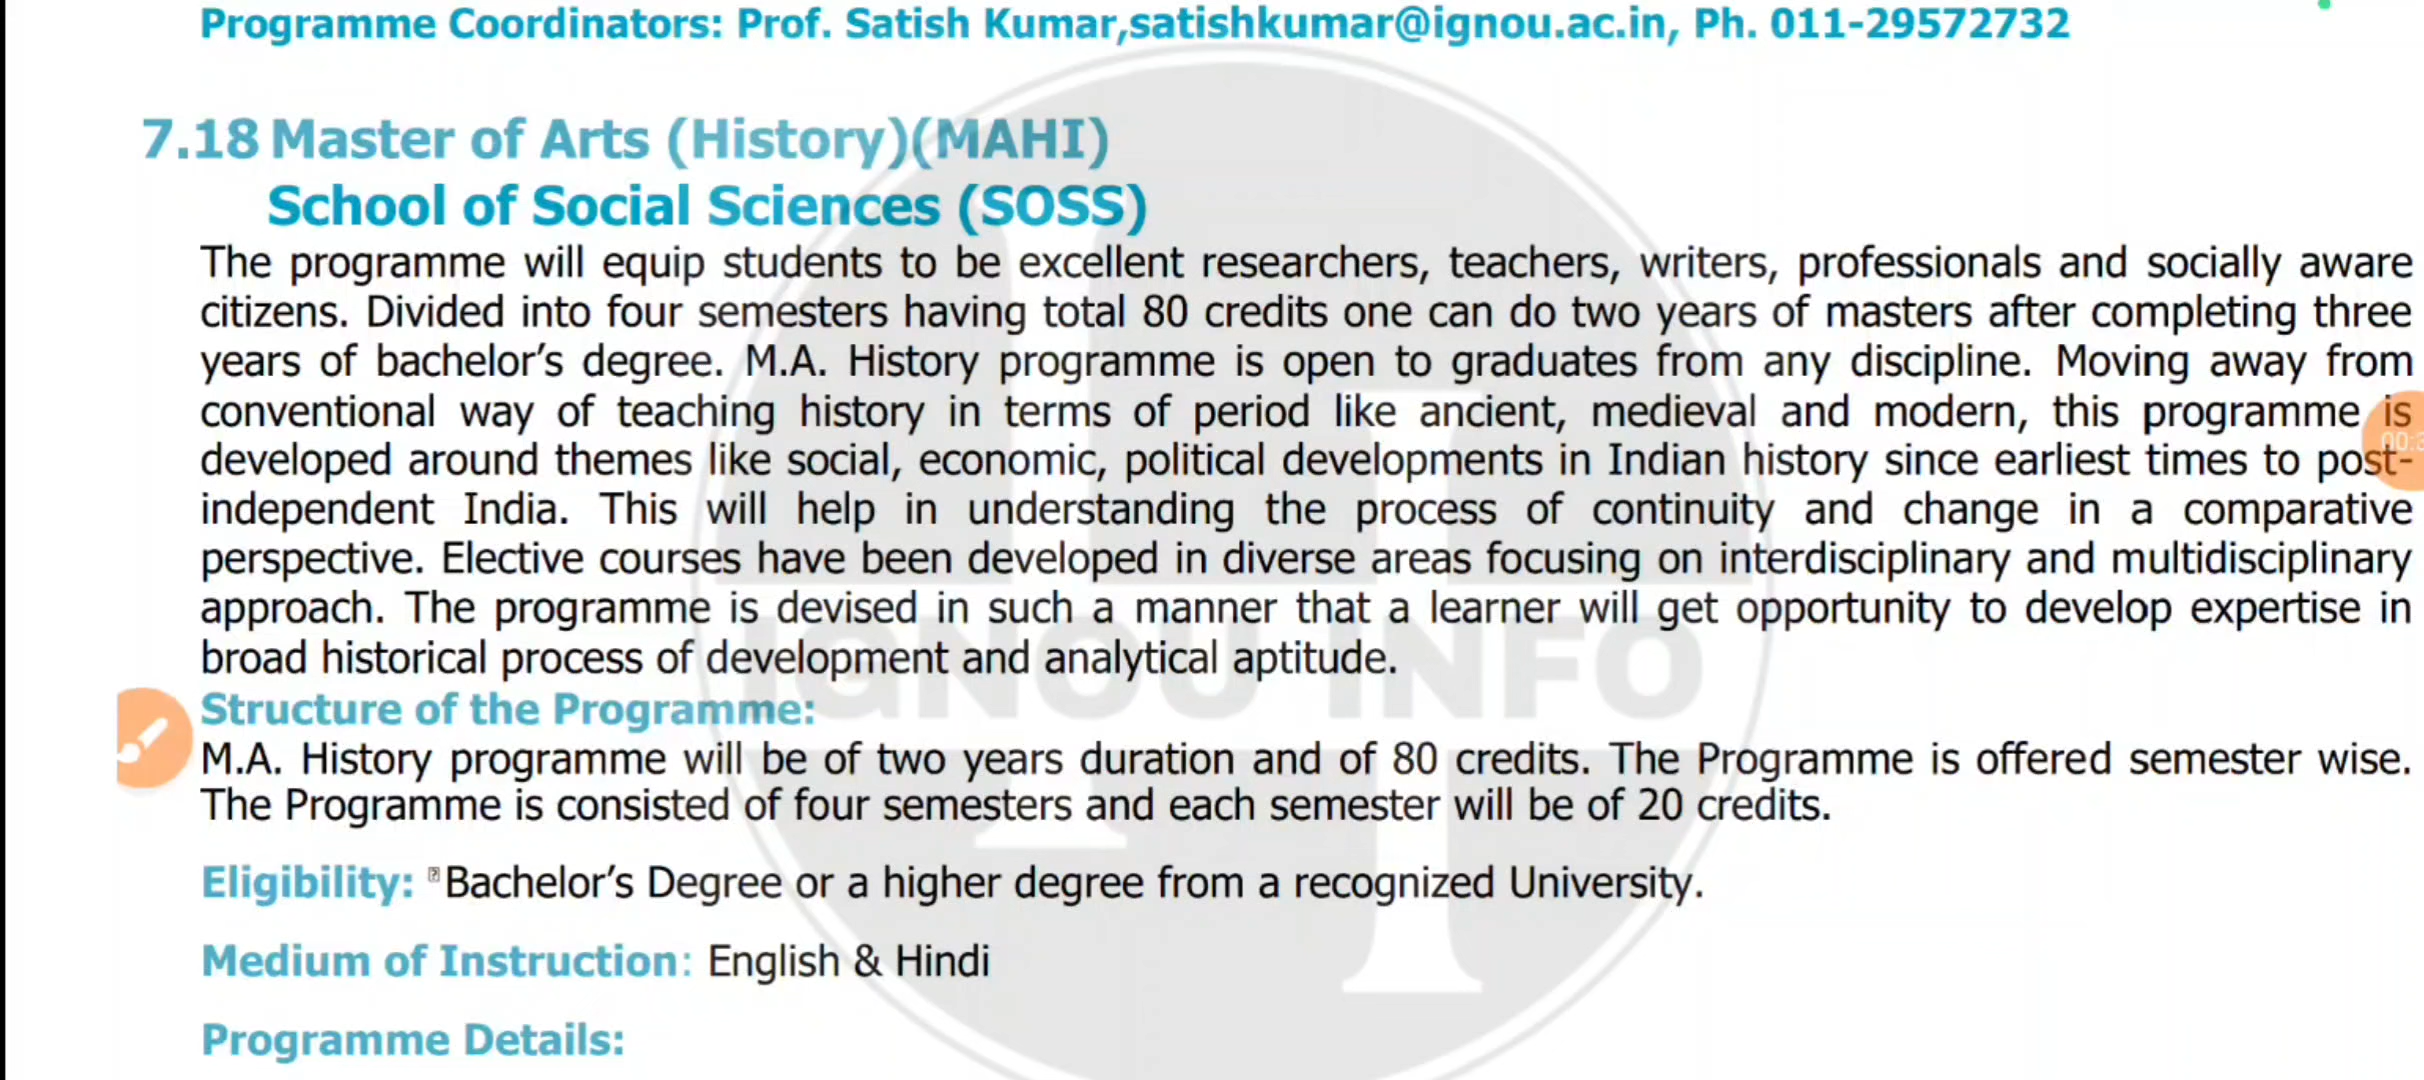 Programme Coordinators: Prof. Satish Kumar,satishkumar@ignou.ac.in, Ph. 011-29572732
7.18 Master of Arts (History)(MAHI)
School of Social Sciences (SOSS)
The programme will equip students to be excellent researchers, teachers, writers, professionals and socially aware
citizens. Divided into four semesters having total 80 credits one can do two years of masters after completing three
years of bachelor’s degree. M.A. History programme is open to graduates from any discipline. Moving away from
conventional way of teaching history in terms of period like ancient, medieval and modern, this programme is
developed around themes like social, economic, political developments in Indian history since earliest times to post-
independent India. This will help in understanding the process of continuity and change in a comparative
perspective. Elective courses have been developed in diverse areas focusing on interdisciplinary and multidisciplinary
approach. The programme is devised in such a manner that a learner will get opportunity to develop expertise in
broad historical process of development and analytical aptitude.
IGNOU INFO
Structure of the Programme:
M.A. History programme will be of two years duration and of 80 credits. The Programme is offered semester wise.
The Programme is consisted of four semesters and each semester will be of 20 credits.
Eligibility: Bachelor’s Degree or a higher degree from a recognized University.
Medium of Instruction: English & Hindi
Programme Details: